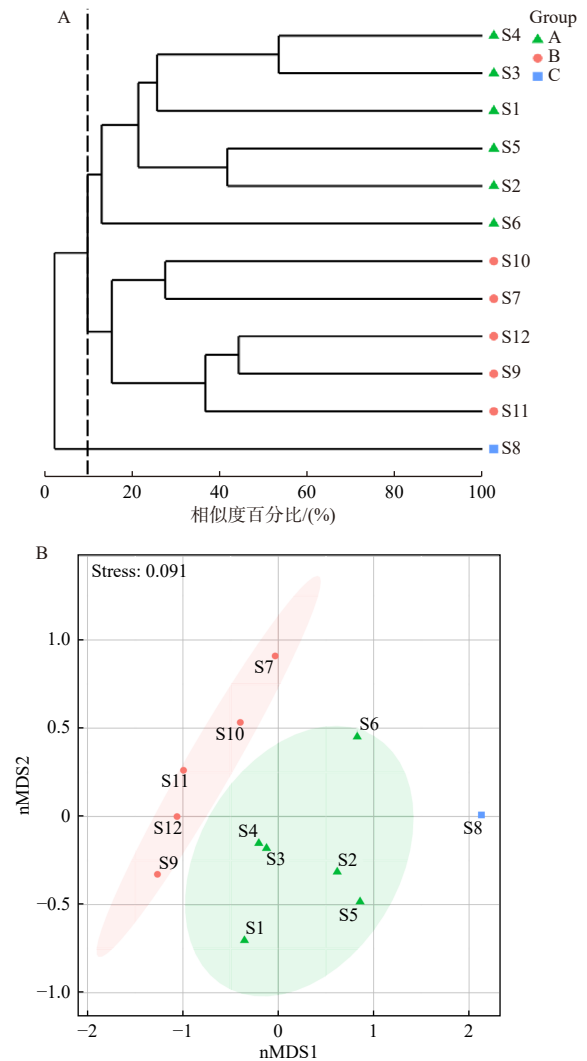 A
Group
A
B
C
S4
S3
S1
S5
S2
S6
S10
S7
S12
S9
S11
S8
0 20 40 60 80 100
相似度百分比/(%)
B
Stress: 0.091
1.0
0.5
0
−0.5
−1.0
nMDS2
S7
S10
S6
S11
S12
S8
S4
S3
S2
S9
S5
S1
−2 −1 0 1 2
nMDS1